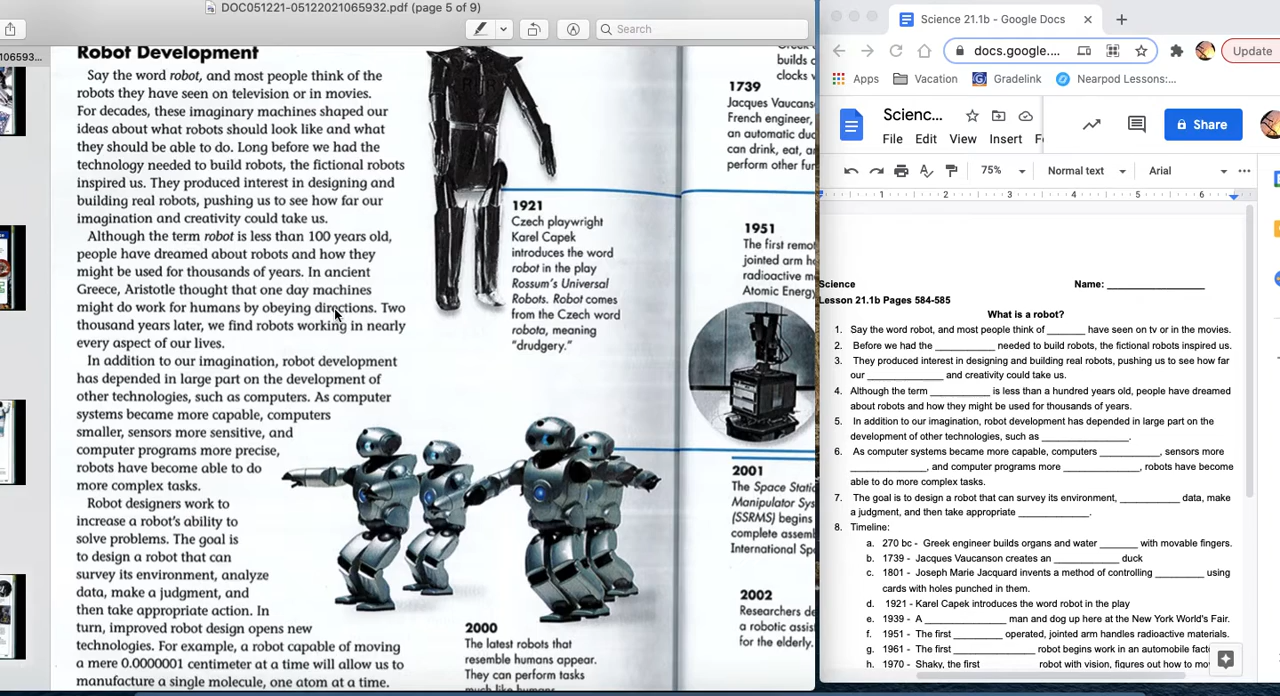 DOC051221-05122021065932.pdf (page 5 of 9)
Search
Robot Development
Say the word robot, and most people think of the
robots they have seen on television or in movies.
For decades, these imaginary machines shaped our
ideas about what robots should look like and what
they should be able to do. Long before we had the
technology needed to build robots, the fictional robots
inspired us. They produced interest in designing and
building real robots, pushing us to see how far our
imagination and creativity could take us.
Although the term robot is less than 100 years old,
people have dreamed about robots and how they
might be used for thousands of years. In ancient
Greece, Aristotle thought that one day machines
might do work for humans by obeying directions. Two
thousand years later, we find robots working in nearly
every aspect of our lives.
In addition to our imagination, robot development
has depended in large part on the development of
other technologies, such as computers. As computer
systems became more capable, computers
smaller, sensors more sensitive, and
computer programs more precise,
robots have become able to do
more complex tasks.
Robot designers work to
increase a robot's ability to
solve problems. The goal is
to design a robot that can
survey its environment, analyze
data, make a judgment, and
then take appropriate action. In
turn, improved robot design opens new
technologies. For example, a robot capable of moving
a mere 0.0000001 centimeter at a time will allow us to
manufacture a single molecule, one atom at a time.
1921
Czech playwright
Karel Capek
introduces the word
robot in the play
Rossum's Universal
Robots. Robot comes
from the Czech word
robota, meaning
"drudgery."
2000
The latest robots that
resemble humans appear.
They can perform tasks
much like humans
builds o
clocks w
1739
Jacques Vaucans
French engineer,
an automatic duc
can drink, eat, a
perform other fun
1951
The first remot
jointed arm h
radioactive m
Atomic Energy
2001
The Space Stati
Manipulator Sys
(SSRMS) begins
complete assemb
International Sp
2002
Researchers de
a robotic assis
for the elderly.
Science 21.1b - Google Docs
docs.google....
Update
Apps Vacation Gradelink Nearpod Lessons:...
Scienc...
File Edit View Insert
Share
75% Normal text Arial
1 2 3 4 5 6
Science Name: ______________
Lesson 21.1b Pages 584-585
What is a robot?
1. Say the word robot, and most people think of _______ have seen on tv or in the movies.
2. Before we had the ___________ needed to build robots, the fictional robots inspired us.
3. They produced interest in designing and building real robots, pushing us to see how far
our ______________ and creativity could take us.
4. Although the term ___________ is less than a hundred years old, people have dreamed
about robots and how they might be used for thousands of years.
5. In addition to our imagination, robot development has depended in large part on the
development of other technologies, such as ________________.
6. As computer systems became more capable, computers ___________, sensors more
______________, and computer programs more ______________, robots have become
able to do more complex tasks.
7. The goal is to design a robot that can survey its environment, ___________ data, make
a judgment, and then take appropriate _____________.
8. Timeline:
a. 270 bc - Greek engineer builds organs and water _______ with movable fingers.
b. 1739 - Jacques Vaucanson creates an ____________ duck
c. 1801 - Joseph Marie Jacquard invents a method of controlling _________ using
cards with holes punched in them.
d. 1921 - Karel Capek introduces the word robot in the play
e. 1939 - A _______________ man and dog up here at the New York World's Fair.
f. 1951 - The first _________ operated, jointed arm handles radioactive materials.
g. 1961 - The first ______________ robot begins work in an automobile
h. 1970 - Shaky, the first __________ robot with vision, figures out how to